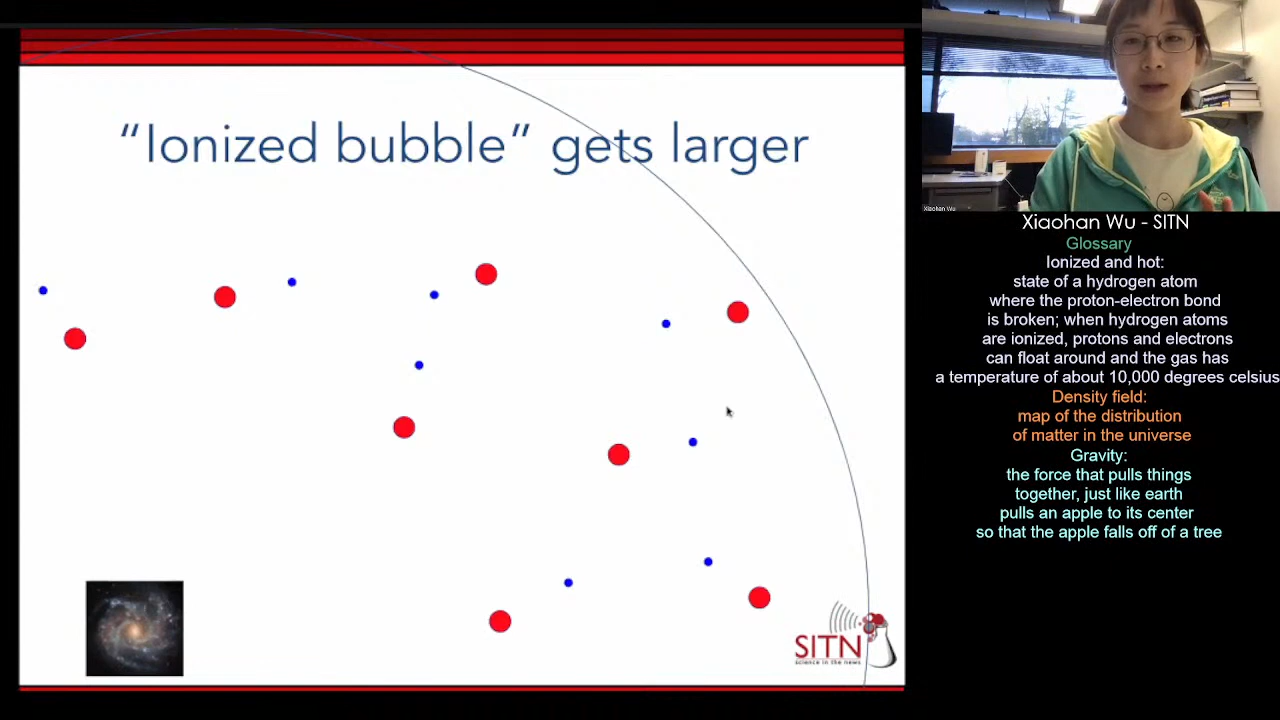 “Ionized bubble” gets larger
SITN
science in the news
Xiaohan Wu
Xiaohan Wu - SITN
Glossary
Ionized and hot:
state of a hydrogen atom
where the proton-electron bond
is broken; when hydrogen atoms
are ionized, protons and electrons
can float around and the gas has
a temperature of about 10,000 degrees celsius
Density field:
map of the distribution
of matter in the universe
Gravity:
the force that pulls things
together, just like earth
pulls an apple to its center
so that the apple falls off of a tree